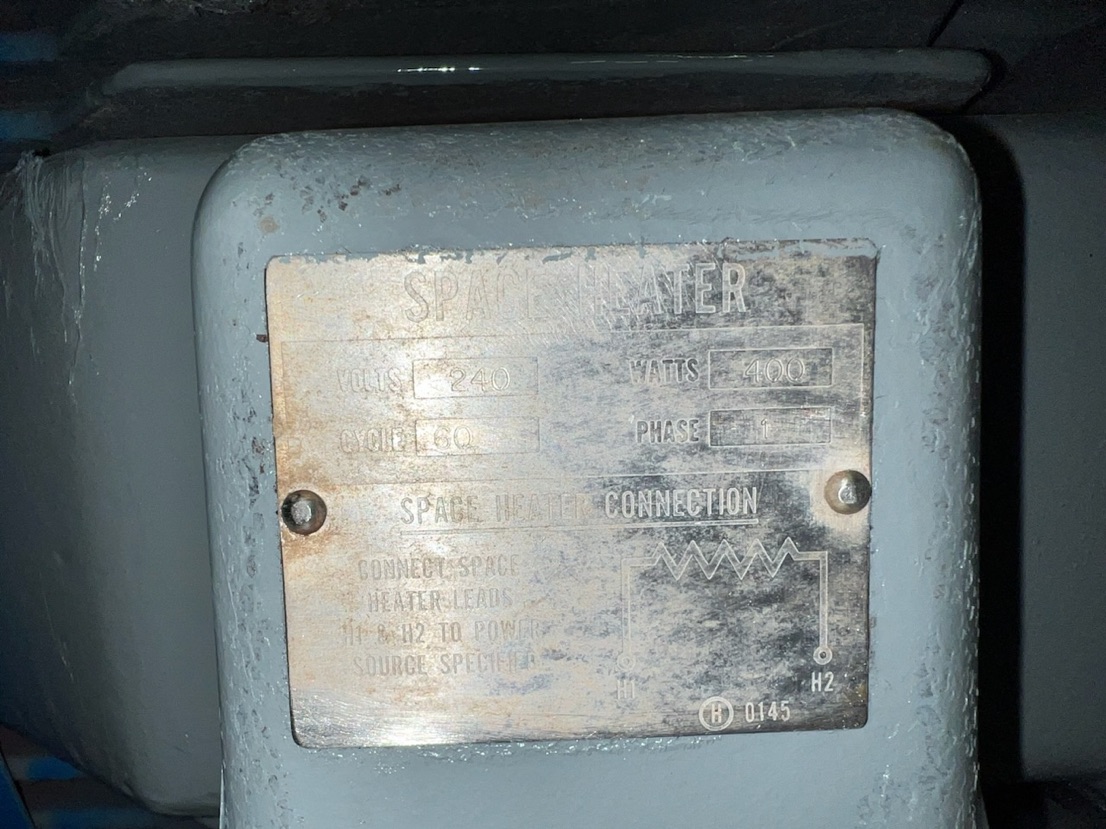 SPACE HEATER
VOLTS 240 WATTS 400
CYCLE 60 PHASE 1
SPACE HEATER CONNECTION
CONNECT SPACE
HEATER LEADS
H1 & H2 TO POWER
SOURCE SPECIFIED
H1 H2
H 0145